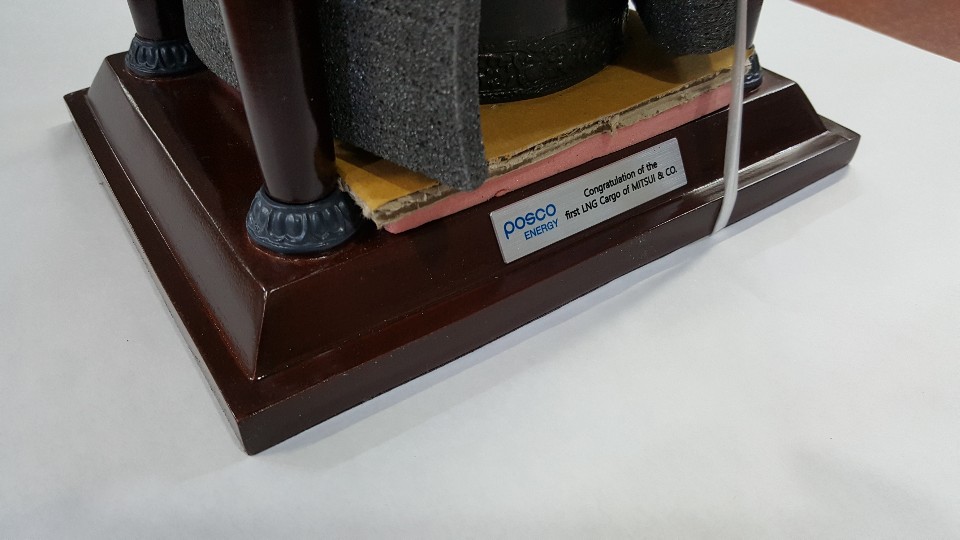 posco
ENERGY
Congratulation of the
first LNG Cargo of MITSUI & CO.